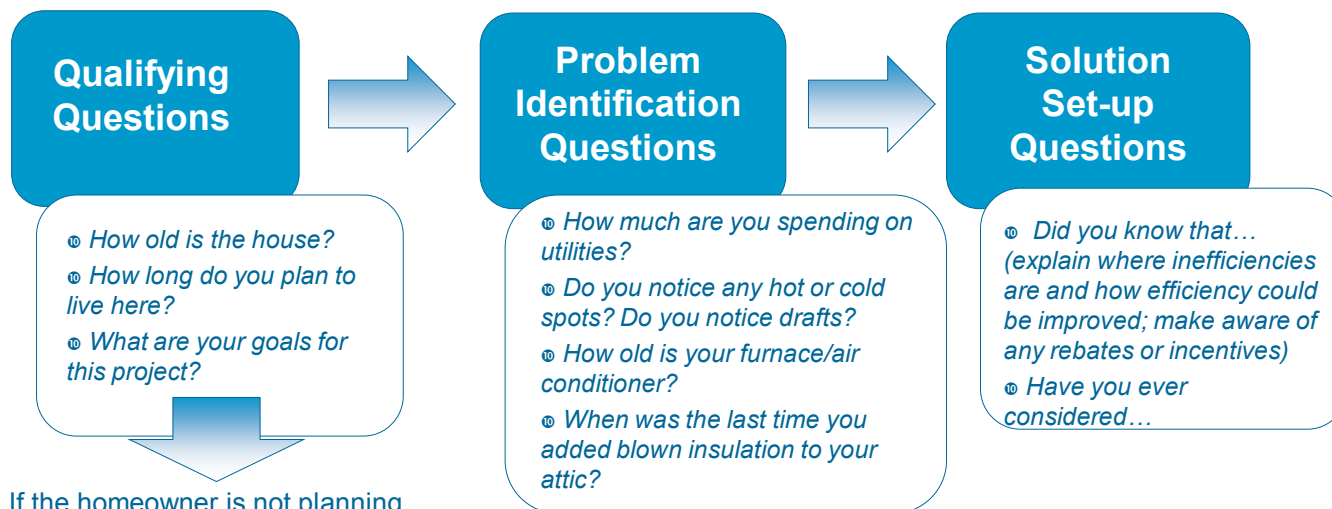 Qualifying
Questions
How old is the house?
How long do you plan to
live here?
What are your goals for
this project?
If the homeowner is not planning
Problem
Identification
Questions
How much are you spending on
utilities?
Do you notice any hot or cold
spots? Do you notice drafts?
How old is your furnace/air
conditioner?
When was the last time you
added blown insulation to your
attic?
Solution
Set-up
Questions
Did you know that…
(explain where inefficiencies
are and how efficiency could
be improved; make aware of
any rebates or incentives)
Have you ever
considered…